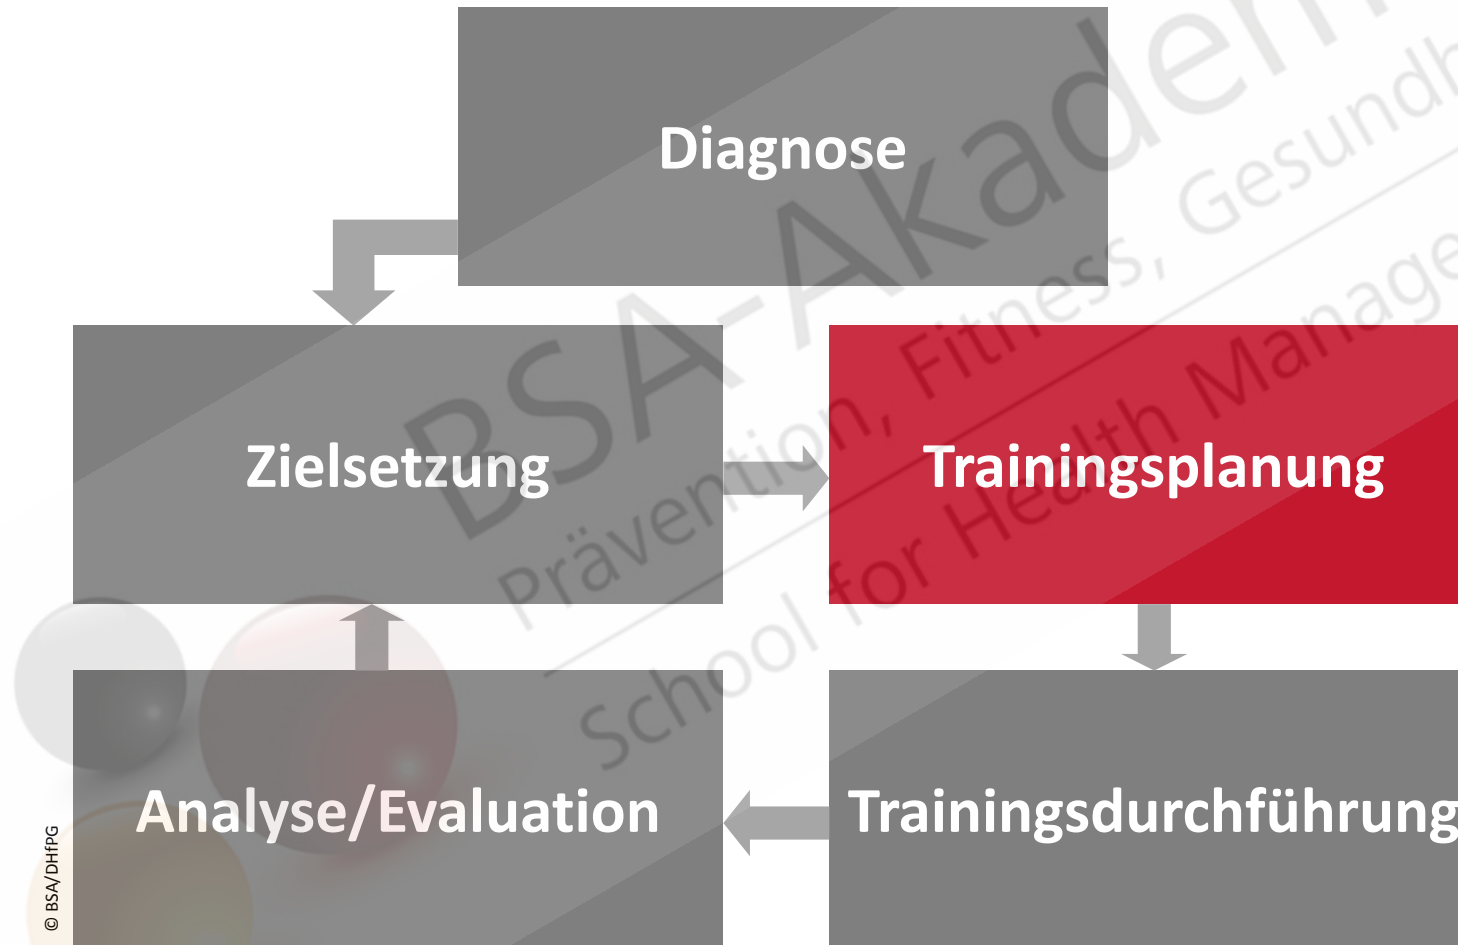 Diagnose
Zielsetzung
Trainingsplanung
Analyse/Evaluation
Trainingsdurchführung
© BSA/DHfPG
BSA-Akadem
Prävention, Fitness, Gesundh
School for Health Manage